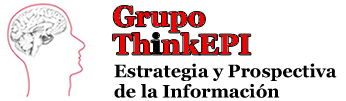 Grupo
ThinkEPI
Estrategia y Prospectiva
de la Información